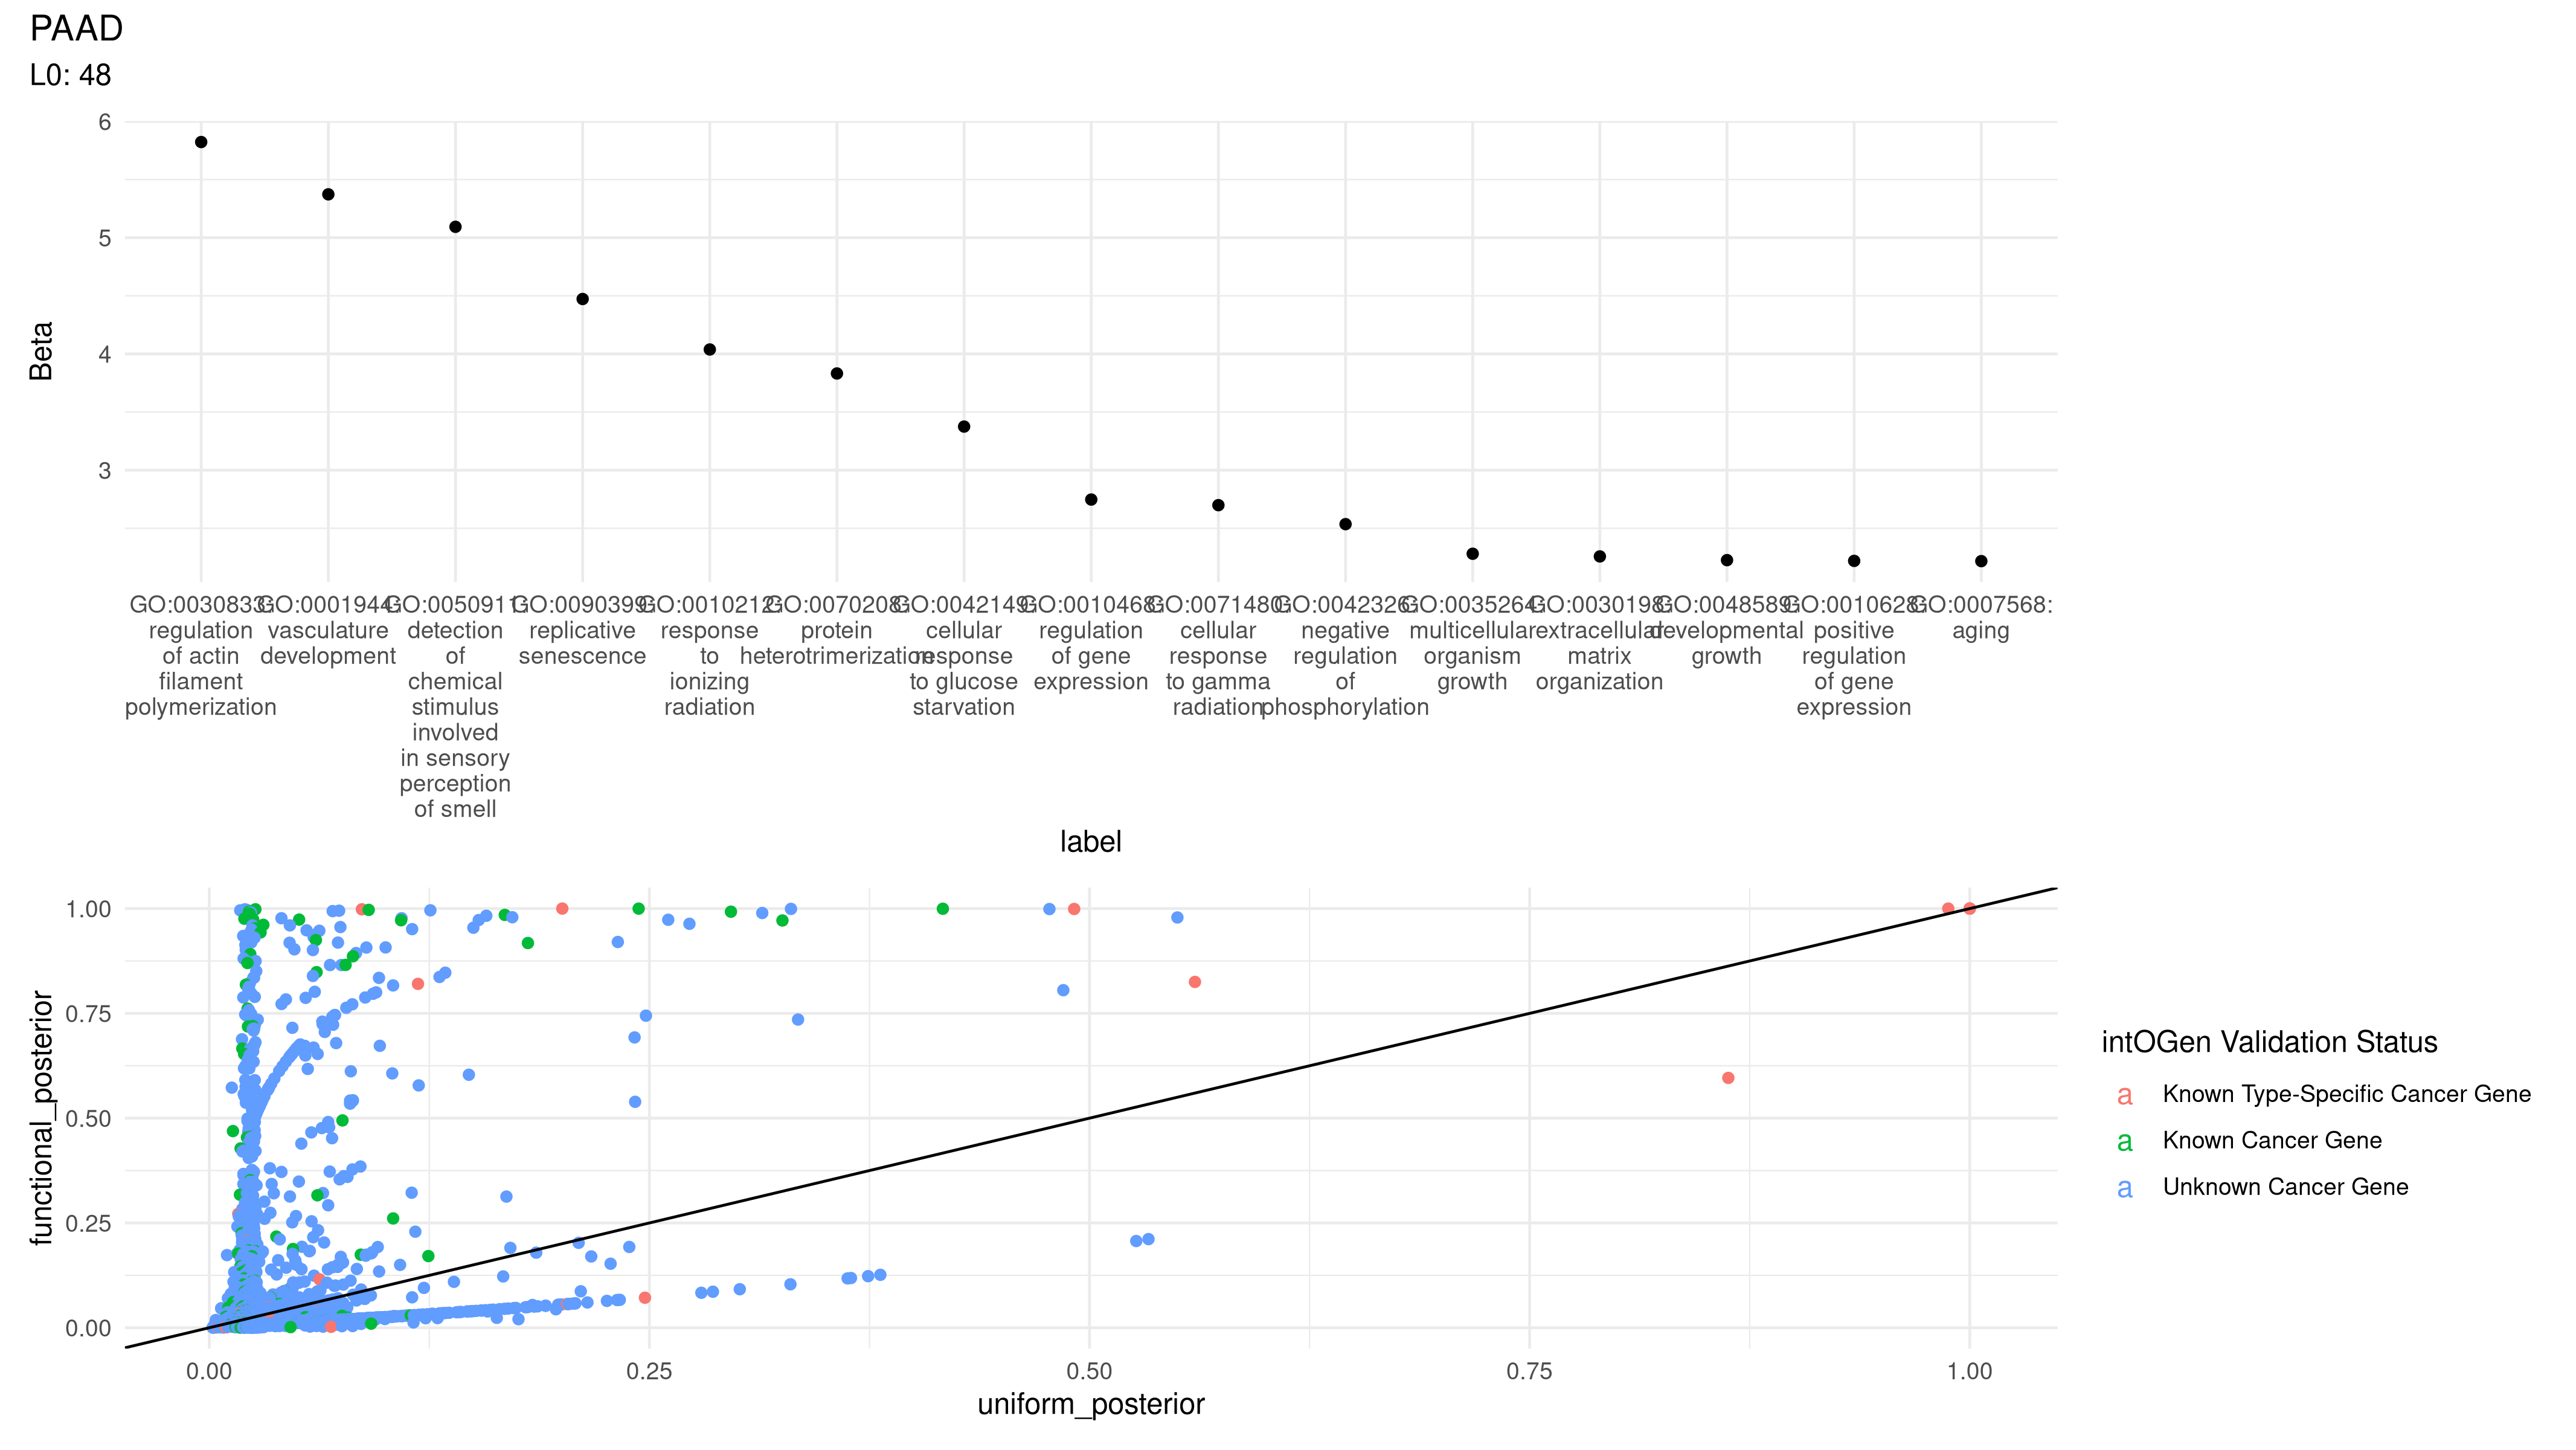 PAAD
L0: 48
6
5
4
3
Beta
GO:0030833:
regulation
of actin
filament
polymerization
GO:0001944:
vasculature
development
GO:0050911:
detection
of
chemical
stimulus
involved
in sensory
perception
of smell
GO:0090399:
replicative
senescence
GO:0010212:
response
to
ionizing
radiation
GO:0070208:
protein
heterotrimerization
GO:0042149:
cellular
response
to glucose
starvation
GO:0010468:
regulation
of gene
expression
GO:0071480:
cellular
response
to gamma
radiation
GO:0042326:
negative
regulation
of
phosphorylation
GO:0035264:
multicellular
organism
growth
GO:0030198:
extracellular
matrix
organization
GO:0048589:
developmental
growth
GO:0010628:
positive
regulation
of gene
expression
GO:0007568:
aging
label
1.00
0.75
0.50
0.25
0.00
functional_posterior
0.00
0.25
0.50
0.75
1.00
uniform_posterior
intOGen Validation Status
a Known Type-Specific Cancer Gene
a Known Cancer Gene
a Unknown Cancer Gene